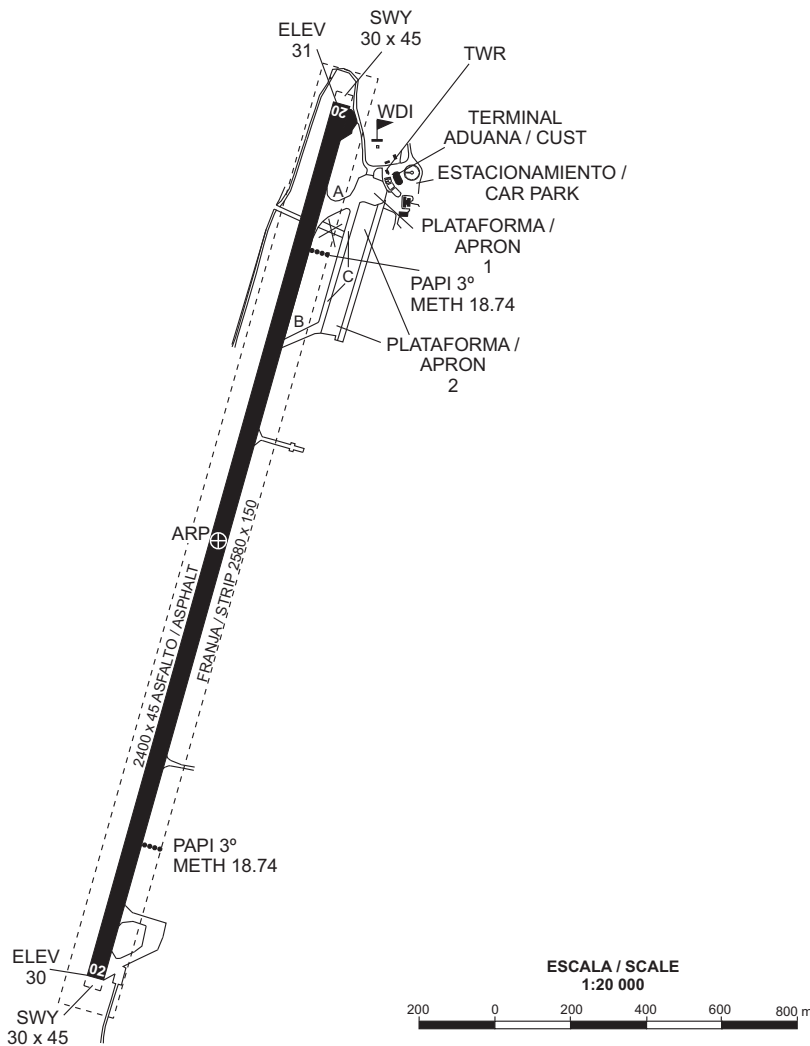 ELEV
31
SWY
30 x 45
TWR
20
WDI
TERMINAL
ADUANA / CUST
ESTACIONAMIENTO /
CAR PARK
A
PLATAFORMA /
APRON
1
C
PAPI 3º
METH 18.74
B
PLATAFORMA /
APRON
2
ARP
2400 x 45 ASFALTO / ASPHALT
FRANJA / STRIP 2580 x 150
PAPI 3º
METH 18.74
ELEV
30
02
SWY
30 x 45
ESCALA / SCALE
1:20 000
200 0 200 400 600 800 m